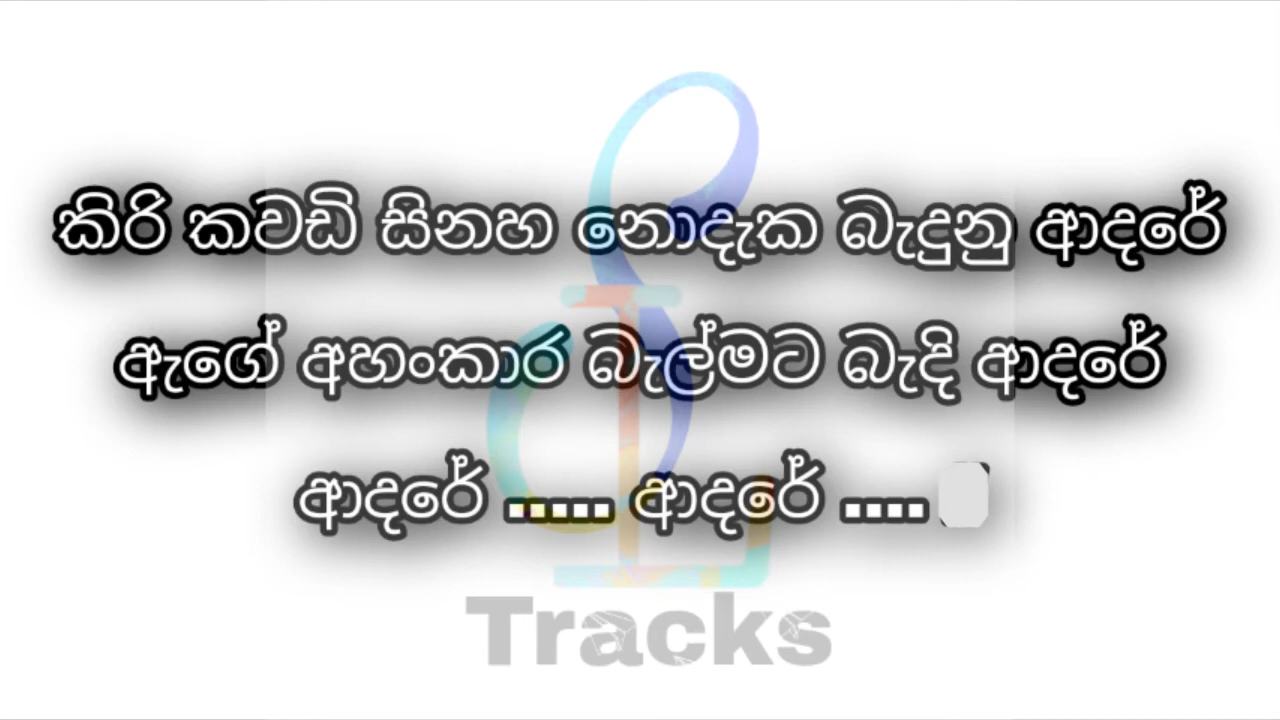 කිරි කවඩි සිනහ නොදැක බැදුනු ආදරේ
ඇගේ අහංකාර බැල්මට බැදි ආදරේ
ආදරේ ..... ආදරේ ....
Tracks